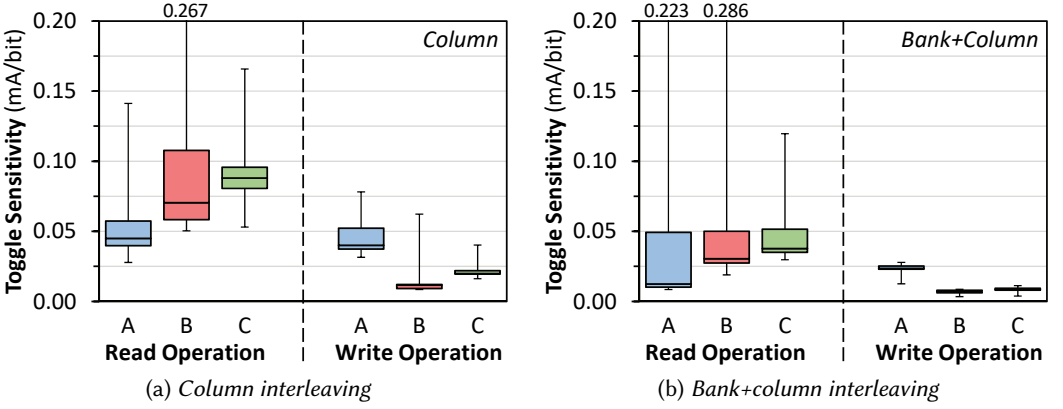 0.267
0.20
0.15
0.10
0.05
0.00
Toggle Sensitivity (mA/bit)
Column
A B C A B C
Read Operation Write Operation
(a) Column interleaving
0.223 0.286
0.20
0.15
0.10
0.05
0.00
Toggle Sensitivity (mA/bit)
Bank+Column
A B C A B C
Read Operation Write Operation
(b) Bank+column interleaving